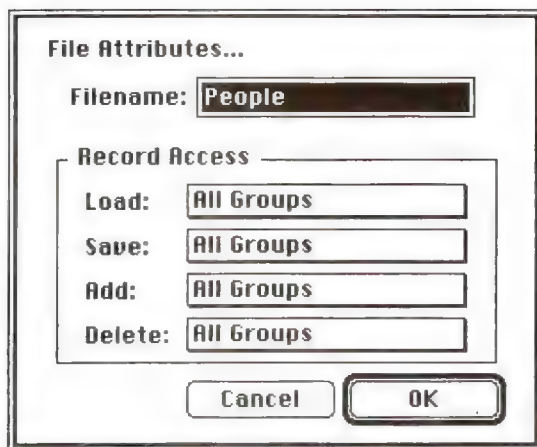 File Attributes...
Filename: People
Record Access
Load: All Groups
Save: All Groups
Add: All Groups
Delete: All Groups
Cancel OK